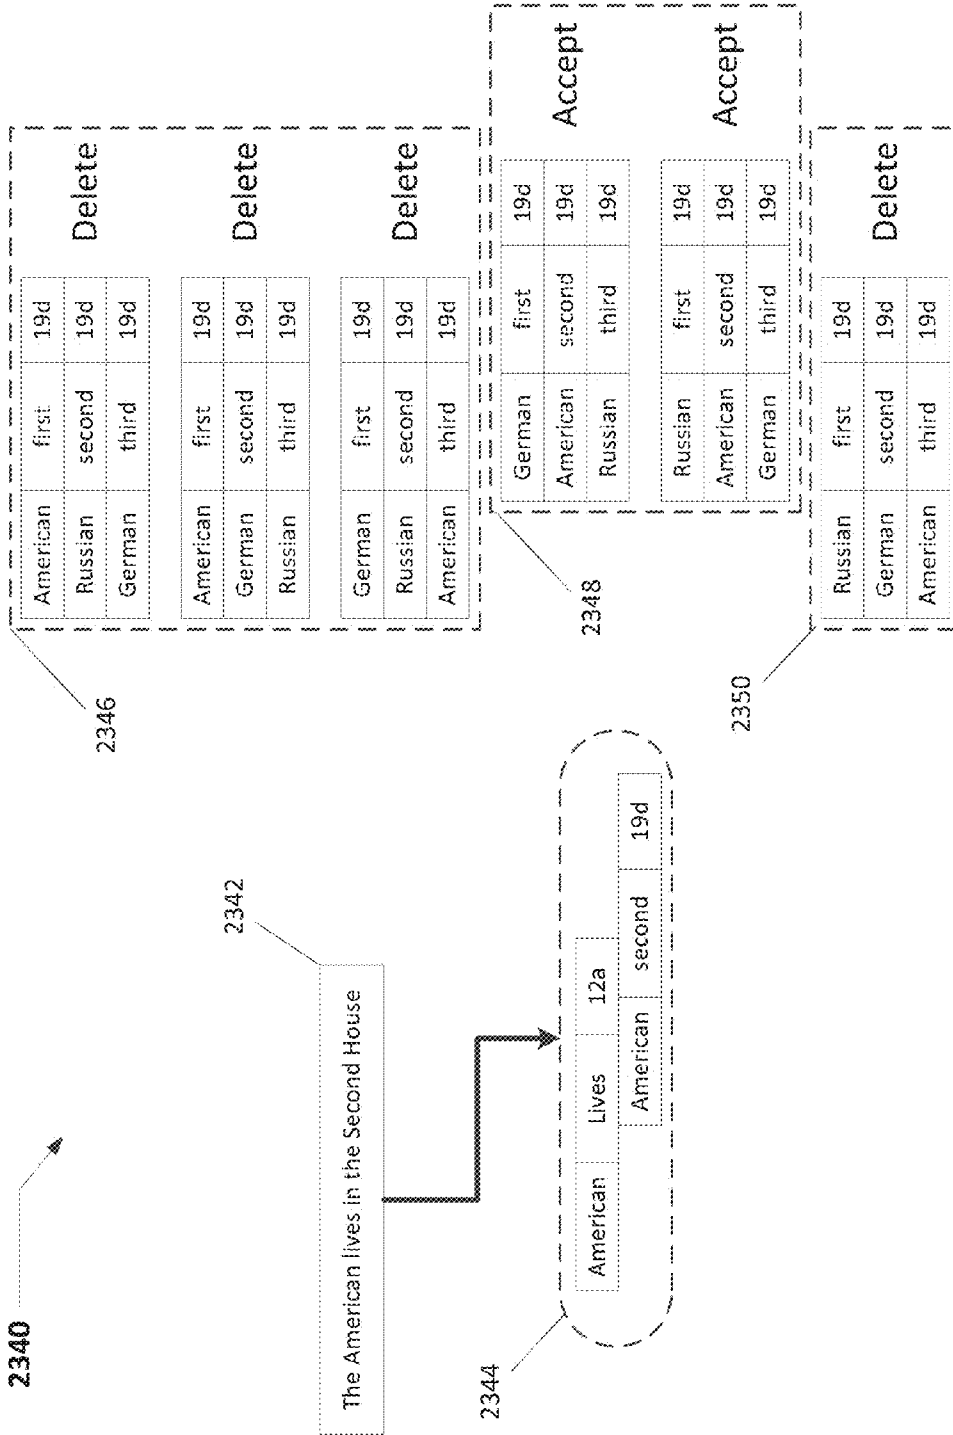 2340
2342
The American lives in the Second House
2344
American Lives 12a
American second 19d
2346
American first 19d
Russian second 19d
German third 19d
Delete
American first 19d
German second 19d
Russian third 19d
Delete
German first 19d
Russian second 19d
American third 19d
Delete
2348
German first 19d
American second 19d
Russian third 19d
Accept
Russian first 19d
American second 19d
German third 19d
Accept
2350
Russian first 19d
German second 19d
American third 19d
Delete